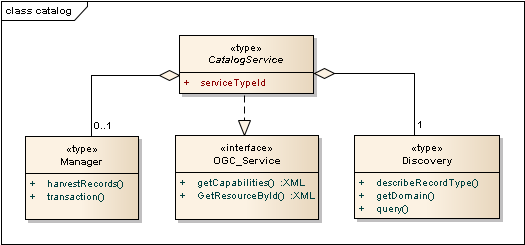 class catalog
«type»
CatalogService
+ serviceTypeId
0..1
1
«type»
Manager
+ harvestRecords()
+ transaction()
«interface»
OGC_Service
+ getCapabilities() :XML
+ GetResourceById() :XML
«type»
Discovery
+ describeRecordType()
+ getDomain()
+ query()